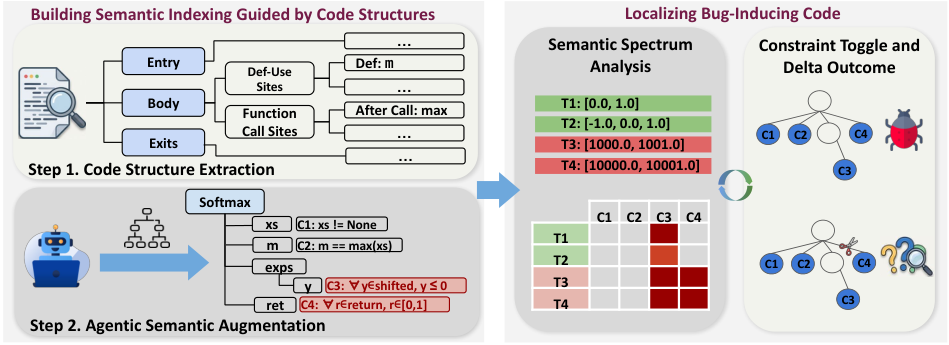 Building Semantic Indexing Guided by Code Structures
Entry
Body
Exits
Def-Use
Sites
Function
Call Sites
...
Def: m
...
After Call: max
...
...
Step 1. Code Structure Extraction
Softmax
xs
C1: xs != None
m
C2: m == max(xs)
exps
y
C3: ∀ y∈shifted, y ≤ 0
ret
C4: ∀ r∈return, r∈[0,1]
Step 2. Agentic Semantic Augmentation
Localizing Bug-Inducing Code
Semantic Spectrum
Analysis
T1: [0.0, 1.0]
T2: [-1.0, 0.0, 1.0]
T3: [1000.0, 1001.0]
T4: [10000.0, 10001.0]
C1 C2 C3 C4
T1
T2
T3
T4
Constraint Toggle and
Delta Outcome
C1 C2 C4
C3
C1 C2 C4
C3